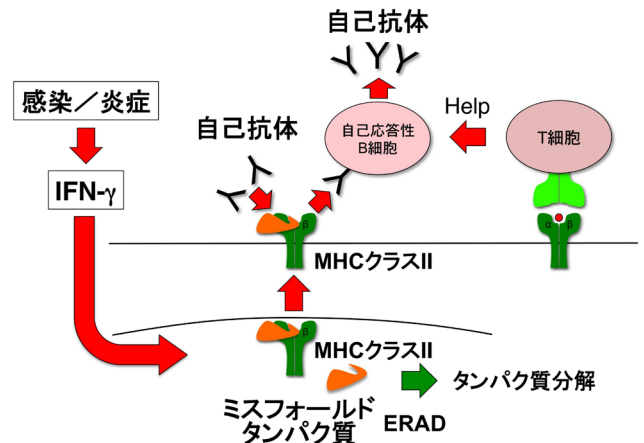 自己抗体
感染／炎症
自己抗体
自己応答性
B細胞
Help
T細胞
IFN-γ
β
α β
MHCクラスII
β
MHCクラスII
タンパク質分解
ミスフォールド
タンパク質
ERAD